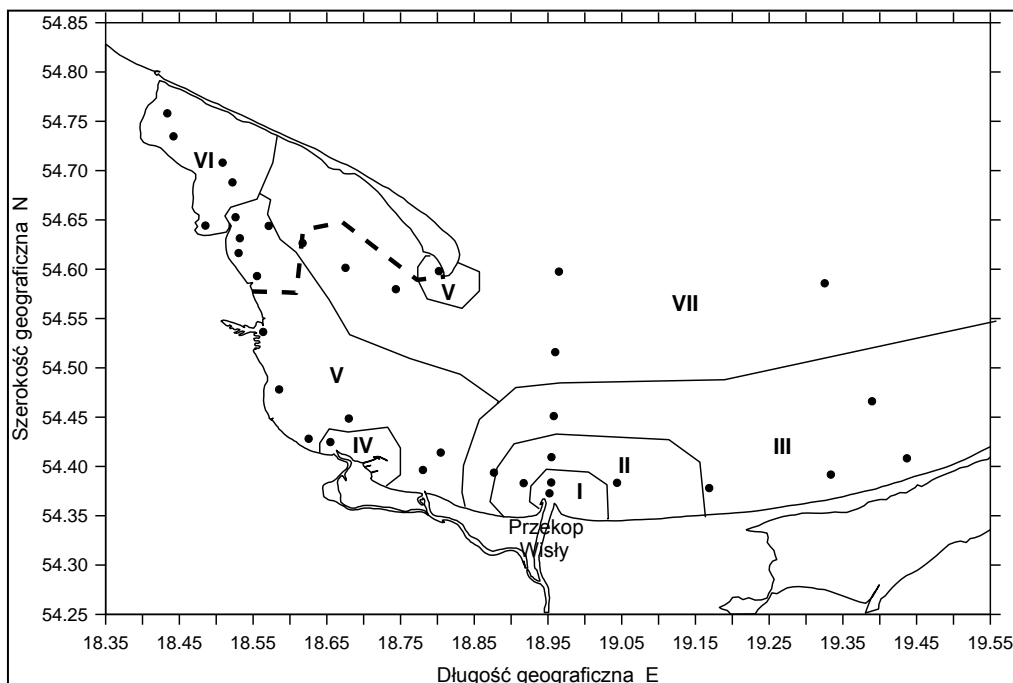 54.85
54.80
54.75
54.70
54.65
54.60
54.55
54.50
54.45
54.40
54.35
54.30
54.25
Szerokość geograficzna N
VI
V
VII
V
IV
III
II
I
Przekop
Wisły
18.35 18.45 18.55 18.65 18.75 18.85 18.95 19.05 19.15 19.25 19.35 19.45 19.55
Długość geograficzna E